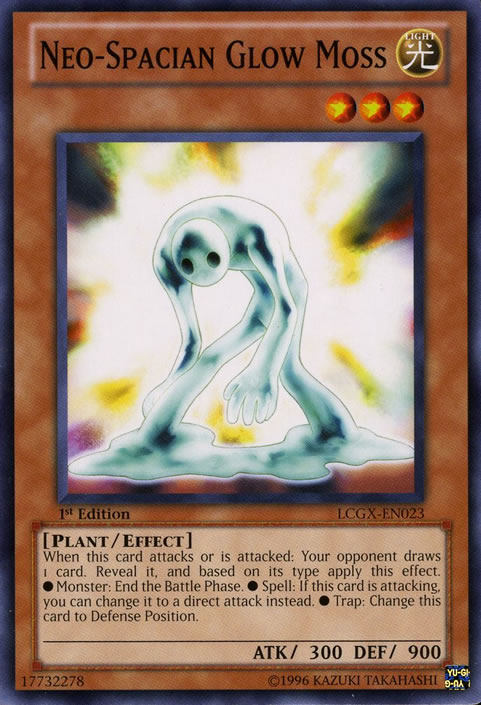 NEO-SPACIAN GLOW MOSS
LIGHT
光
1st Edition
LCGX-EN023
[PLANT/EFFECT]
When this card attacks or is attacked: Your opponent draws
1 card. Reveal it, and based on its type apply this effect.
● Monster: End the Battle Phase. ● Spell: If this card is attacking,
you can change it to a direct attack instead. ● Trap: Change this
card to Defense Position.
ATK/ 300 DEF/ 900
17732278
©1996 KAZUKI TAKAHASHI